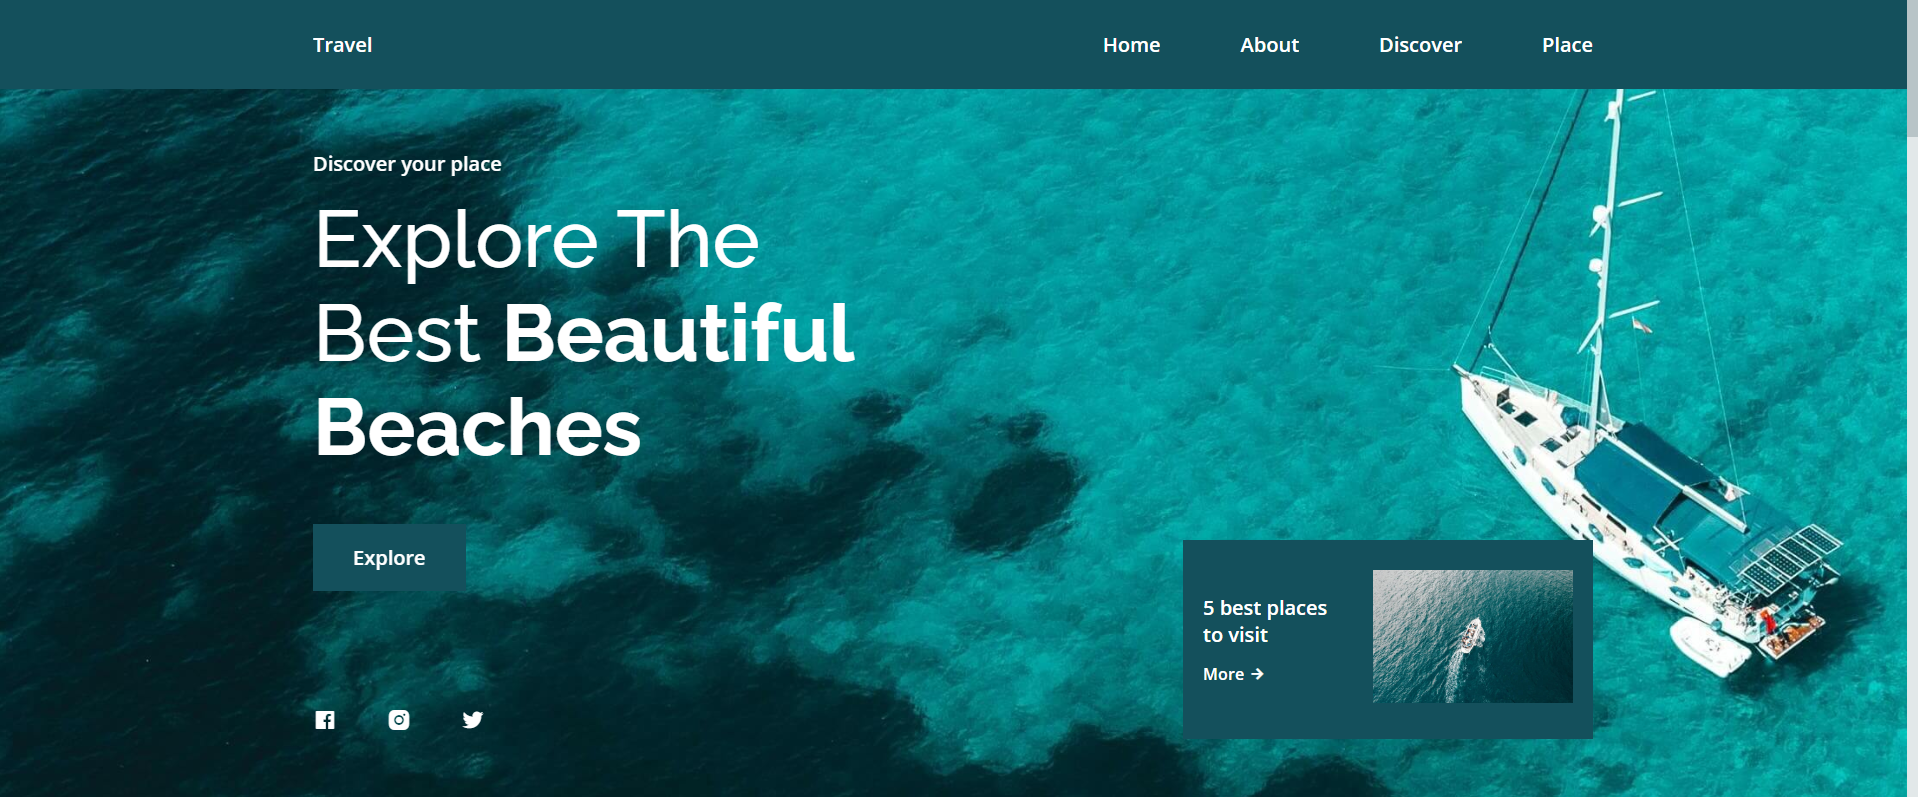 Travel
Home
About
Discover
Place
Discover your place
Explore The
Best Beautiful
Beaches
Explore
5 best places
to visit
More →